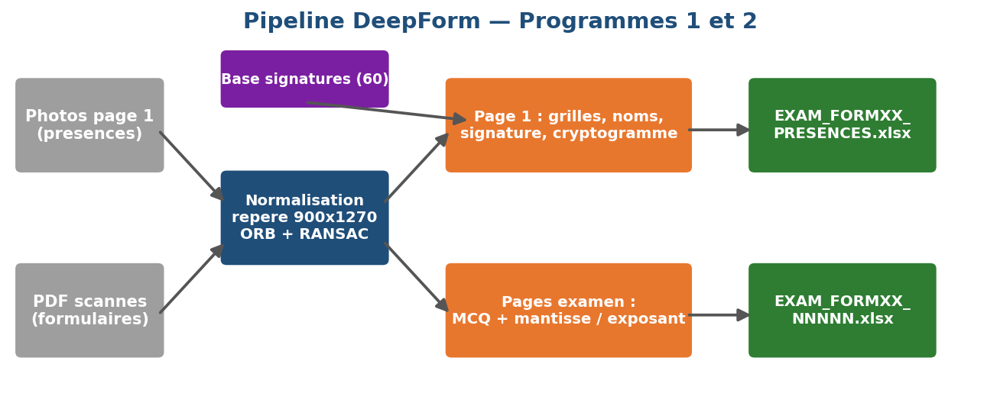 Pipeline DeepForm — Programmes 1 et 2
Base signatures (60)
Photos page 1
(presences)
Page 1 : grilles, noms,
signature, cryptogramme
EXAM_FORMXX_
PRESENCES.xlsx
Normalisation
repere 900x1270
ORB + RANSAC
PDF scannes
(formulaires)
Pages examen :
MCQ + mantisse / exposant
EXAM_FORMXX_
NNNNN.xlsx